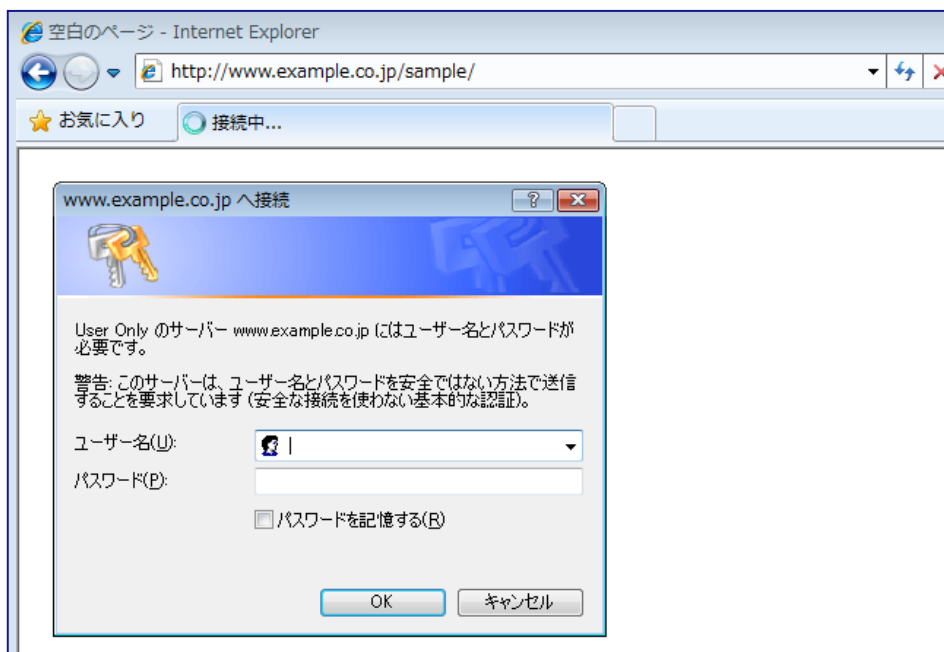 空白のページ - Internet Explorer
http://www.example.co.jp/sample/
お気に入り
接続中...
www.example.co.jp へ接続
User Only のサーバー www.example.co.jp にはユーザー名とパスワードが
必要です。
警告: このサーバーは、ユーザー名とパスワードを安全ではない方法で送信
することを要求しています (安全な接続を使わない基本的な認証)。
ユーザー名(U):
パスワード(P):
パスワードを記憶する(R)
OK キャンセル